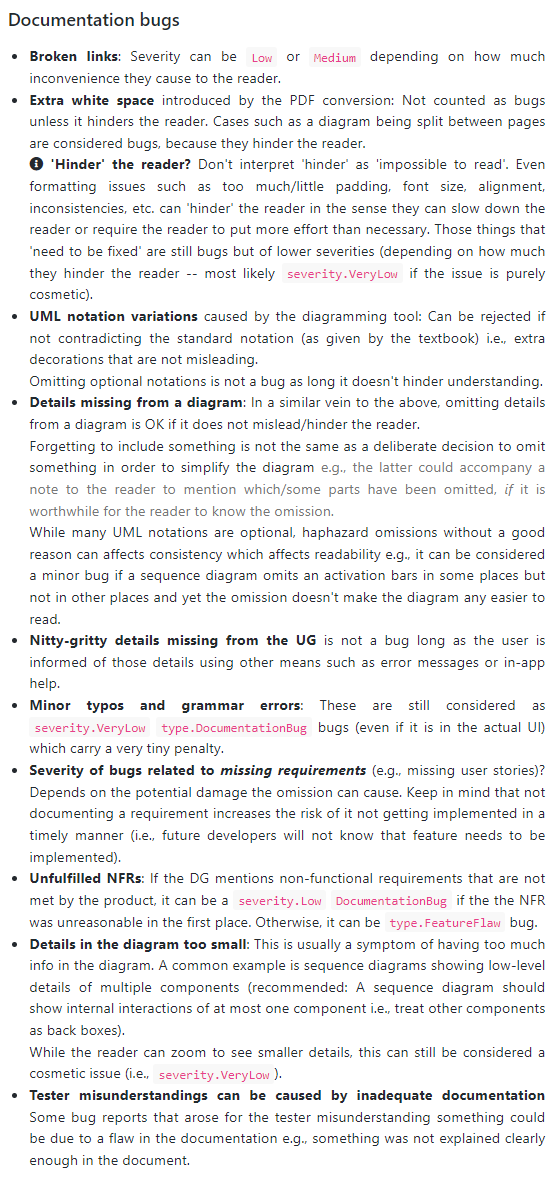 Documentation bugs
• Broken links: Severity can be Low or Medium depending on how much
inconvenience they cause to the reader.
• Extra white space introduced by the PDF conversion: Not counted as bugs
unless it hinders the reader. Cases such as a diagram being split between pages
are considered bugs, because they hinder the reader.
'Hinder' the reader? Don't interpret 'hinder' as 'impossible to read'. Even
formatting issues such as too much/little padding, font size, alignment,
inconsistencies, etc. can 'hinder' the reader in the sense they can slow down the
reader or require the reader to put more effort than necessary. Those things that
'need to be fixed' are still bugs but of lower severities (depending on how much
they hinder the reader -- most likely severity.VeryLow if the issue is purely
cosmetic).
• UML notation variations caused by the diagramming tool: Can be rejected if
not contradicting the standard notation (as given by the textbook) i.e., extra
decorations that are not misleading.
Omitting optional notations is not a bug as long it doesn't hinder understanding.
• Details missing from a diagram: In a similar vein to the above, omitting details
from a diagram is OK if it does not mislead/hinder the reader.
Forgetting to include something is not the same as a deliberate decision to omit
something in order to simplify the diagram e.g., the latter could accompany a
note to the reader to mention which/some parts have been omitted, if it is
worthwhile for the reader to know the omission.
While many UML notations are optional, haphazard omissions without a good
reason can affects consistency which affects readability e.g., it can be considered
a minor bug if a sequence diagram omits an activation bars in some places but
not in other places and yet the omission doesn't make the diagram any easier to
read.
• Nitty-gritty details missing from the UG is not a bug long as the user is
informed of those details using other means such as error messages or in-app
help.
• Minor typos and grammar errors: These are still considered as
severity.VeryLow type.DocumentationBug bugs (even if it is in the actual UI)
which carry a very tiny penalty.
• Severity of bugs related to missing requirements (e.g., missing user stories)?
Depends on the potential damage the omission can cause. Keep in mind that not
documenting a requirement increases the risk of it not getting implemented in a
timely manner (i.e., future developers will not know that feature needs to be
implemented).
• Unfulfilled NFRs: If the DG mentions non-functional requirements that are not
met by the product, it can be a severity.Low DocumentationBug if the the NFR
was unreasonable in the first place. Otherwise, it can be type.FeatureFlaw bug.
• Details in the diagram too small: This is usually a symptom of having too much
info in the diagram. A common example is sequence diagrams showing low-level
details of multiple components (recommended: A sequence diagram should
show internal interactions of at most one component i.e., treat other components
as back boxes).
While the reader can zoom to see smaller details, this can still be considered a
cosmetic issue (i.e., severity.VeryLow).
• Tester misunderstandings can be caused by inadequate documentation
Some bug reports that arose for the tester misunderstanding something could
be due to a flaw in the documentation e.g., something was not explained clearly
enough in the document.